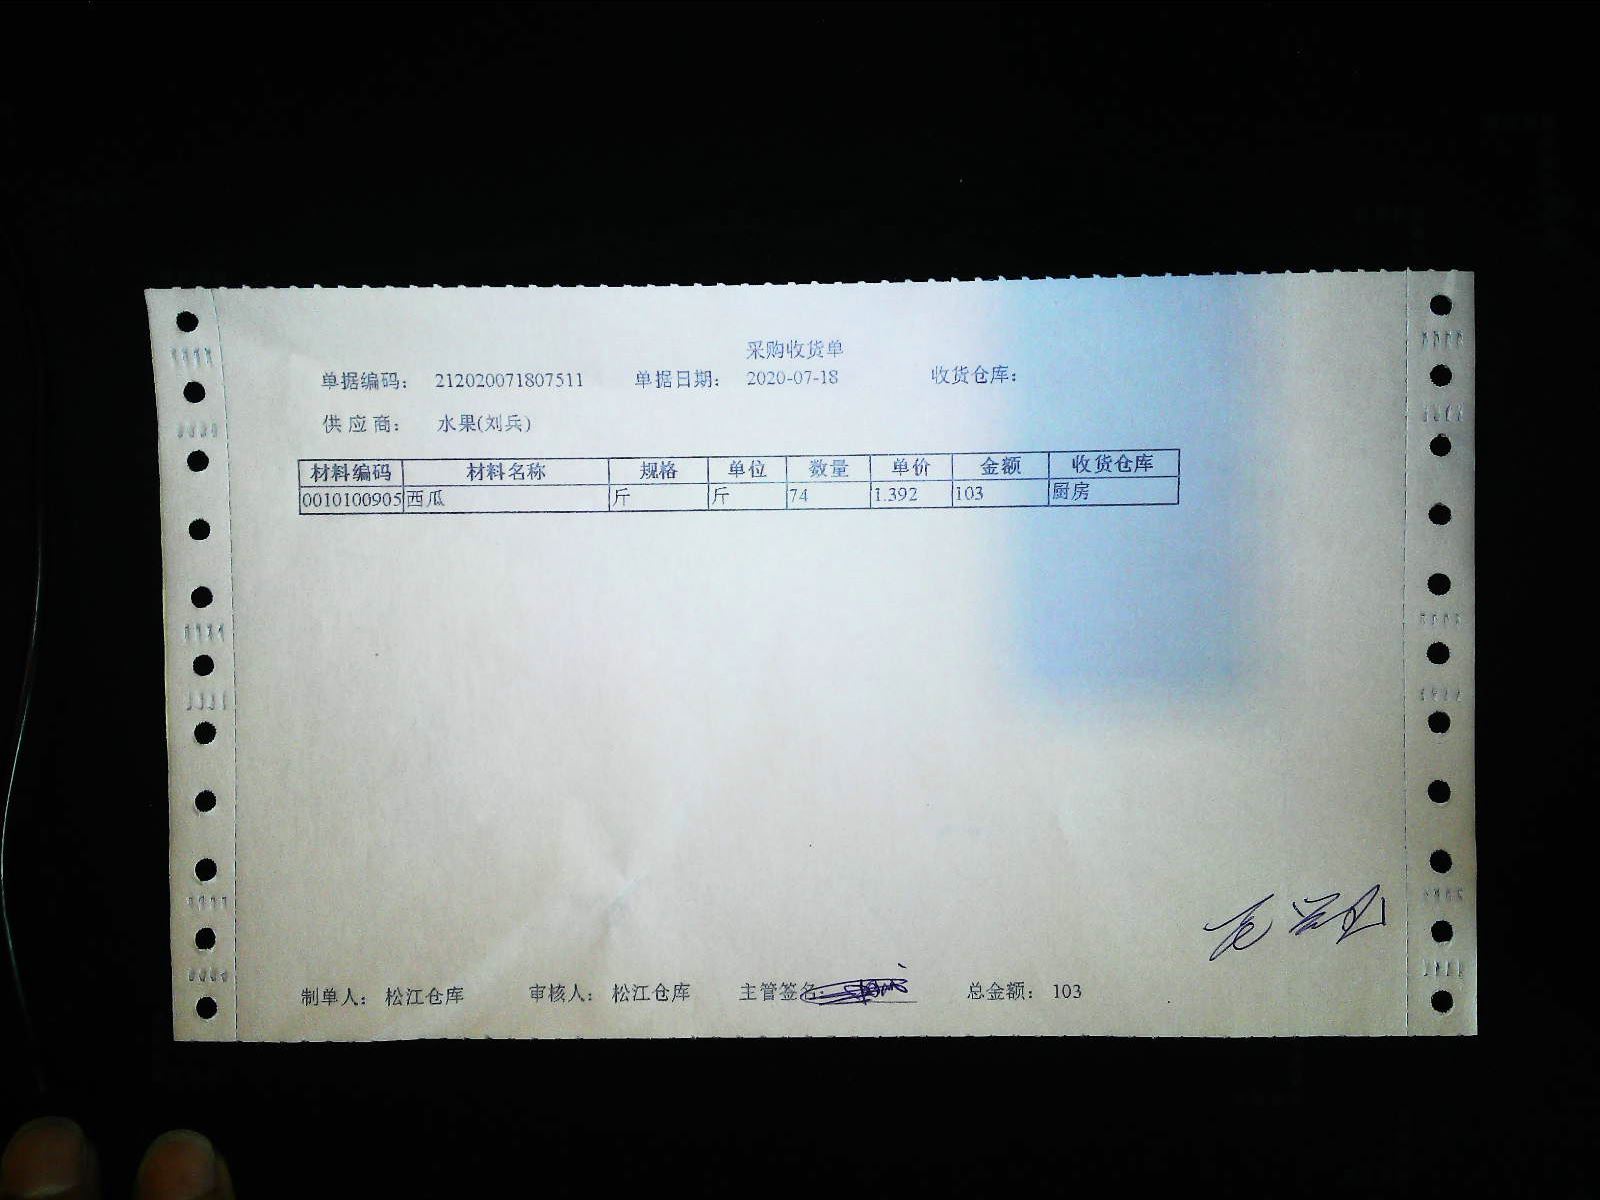 采购收货单
单据编码： 212020071807511 单据日期： 2020-07-18 收货仓库：
供应商： 水果(刘兵)
材料编码 材料名称 规格 单位 数量 单价 金额 收货仓库
0010100905 西瓜 斤 斤 74 1.392 103 厨房
制单人： 松江仓库 审核人： 松江仓库 主管签名： 总金额： 103